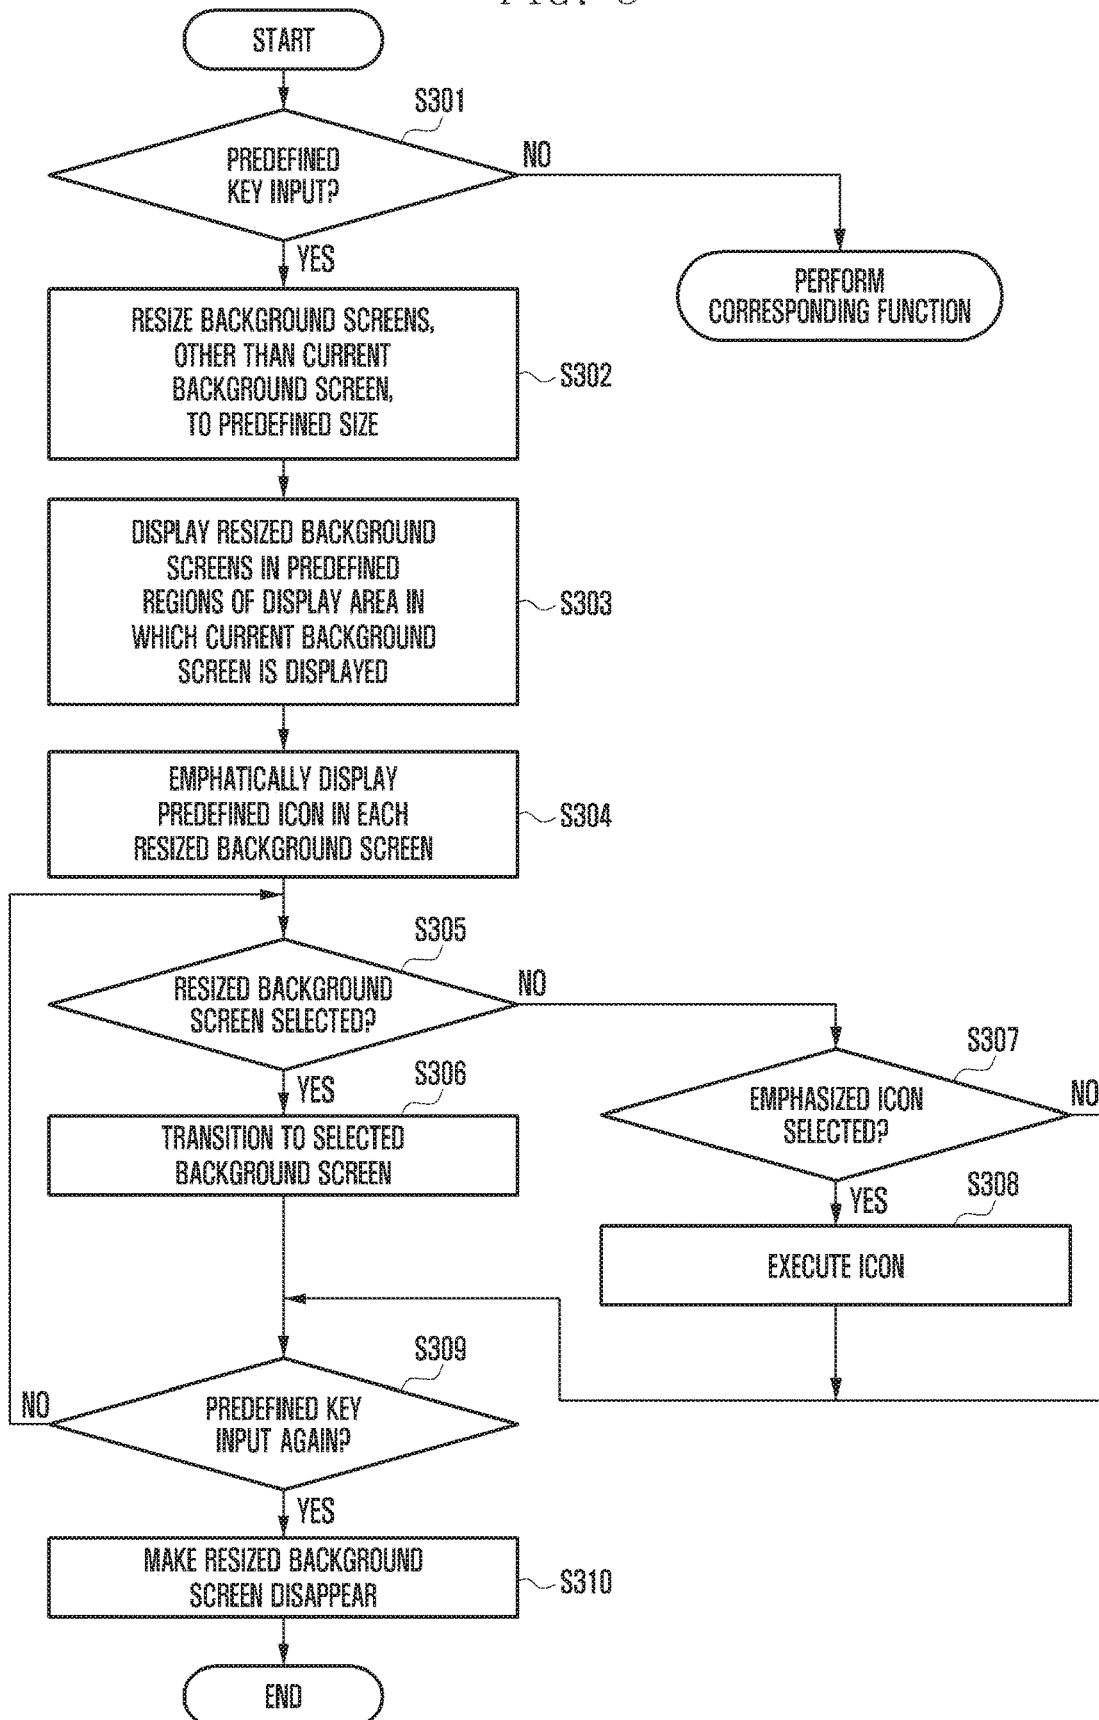 START
S301
PREDEFINED
KEY INPUT?
NO
YES
PERFORM
CORRESPONDING FUNCTION
RESIZE BACKGROUND SCREENS,
OTHER THAN CURRENT
BACKGROUND SCREEN,
TO PREDEFINED SIZE
S302
DISPLAY RESIZED BACKGROUND
SCREENS IN PREDEFINED
REGIONS OF DISPLAY AREA IN
WHICH CURRENT BACKGROUND
SCREEN IS DISPLAYED
S303
EMPHATICALLY DISPLAY
PREDEFINED ICON IN EACH
RESIZED BACKGROUND SCREEN
S304
S305
RESIZED BACKGROUND
SCREEN SELECTED?
NO
YES
S306
TRANSITION TO SELECTED
BACKGROUND SCREEN
S307
EMPHASIZED ICON
SELECTED?
NO
YES
S308
EXECUTE ICON
S309
PREDEFINED KEY
INPUT AGAIN?
NO
YES
MAKE RESIZED BACKGROUND
SCREEN DISAPPEAR
S310
END